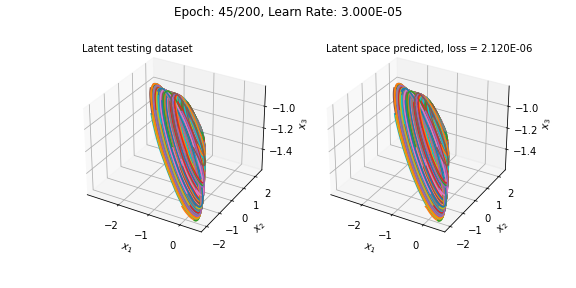 Epoch: 45/200, Learn Rate: 3.000E-05
Latent testing dataset
−1.0
−1.2
−1.4
x3
−2
−1
0
x1
−2
−1
0
1
2
x2
Latent space predicted, loss = 2.120E-06
−1.0
−1.2
−1.4
x3
−2
−1
0
x1
−2
−1
0
1
2
x2